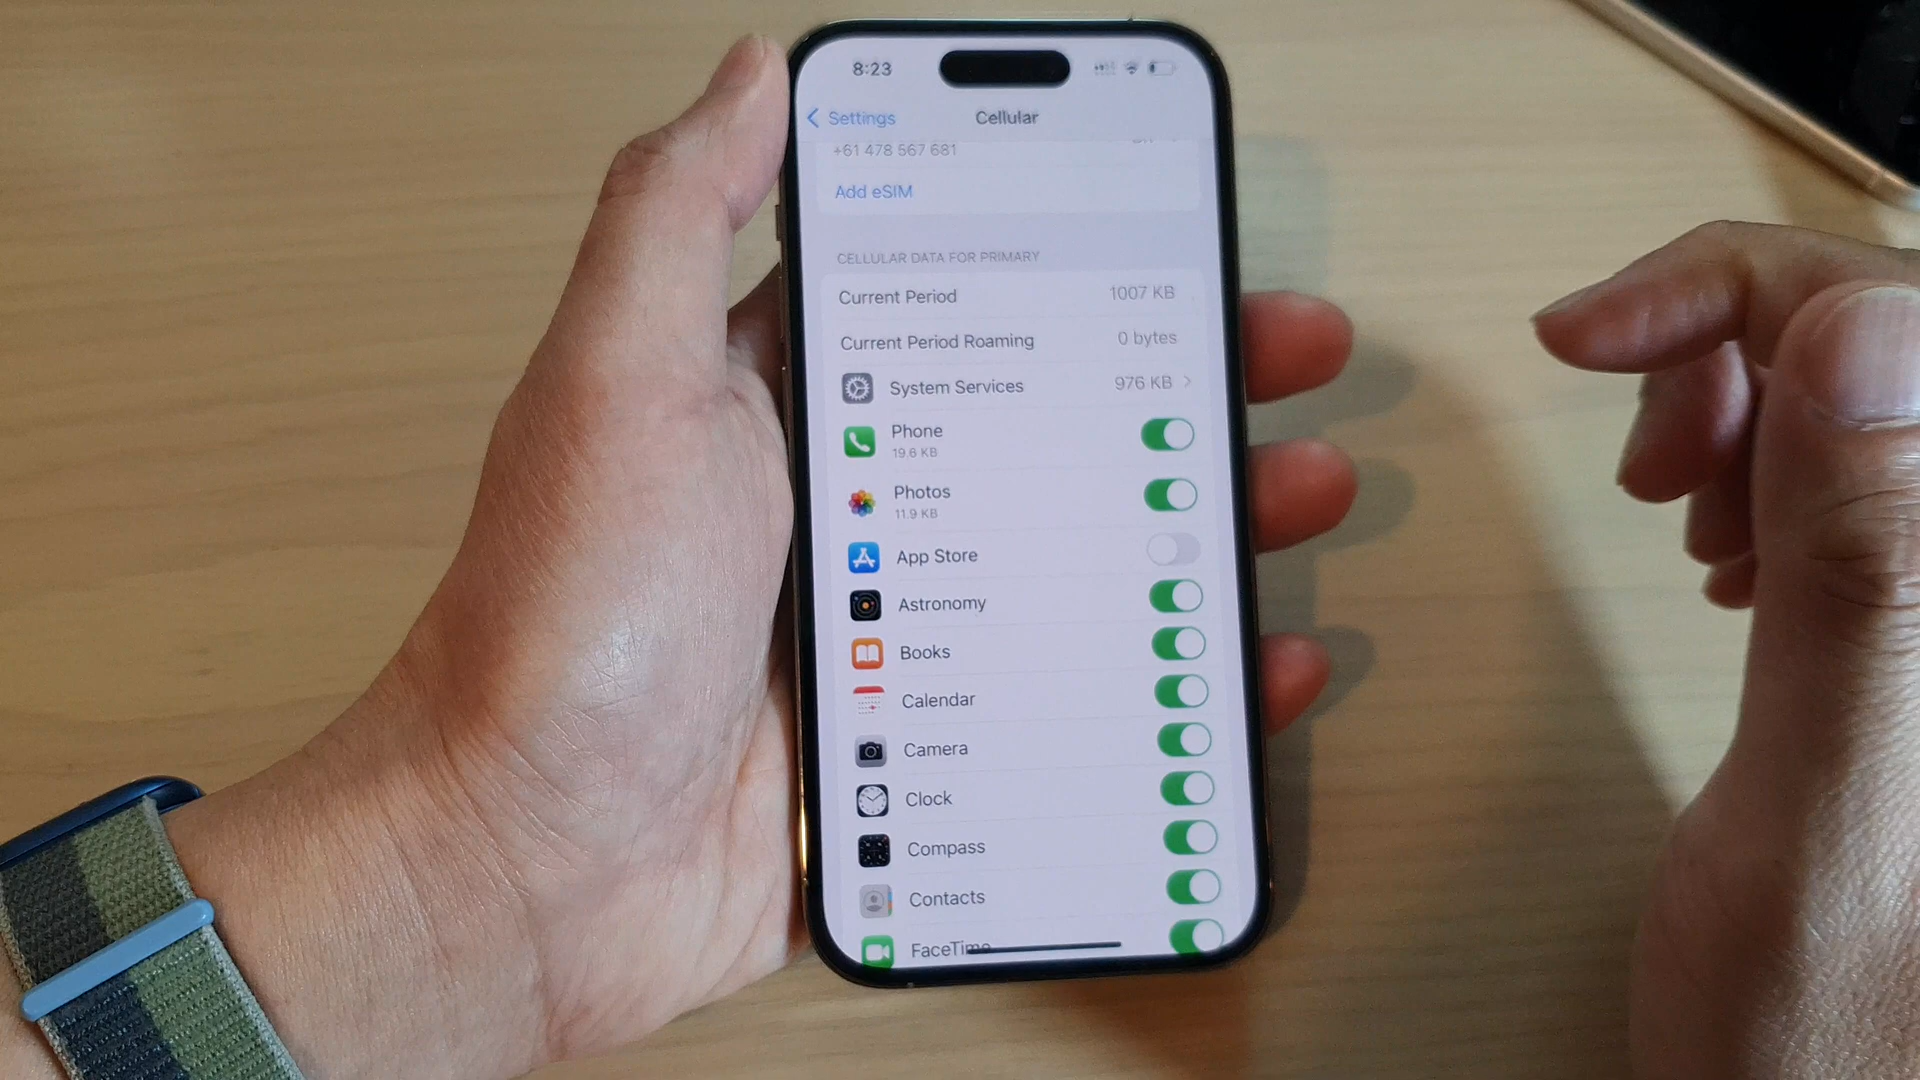 8:23
Settings
Cellular
+61 478 567 681
Add eSIM
CELLULAR DATA FOR PRIMARY
Current Period 1007 KB
Current Period Roaming 0 bytes
System Services 976 KB
Phone
19.6 KB
Photos
11.9 KB
App Store
Astronomy
Books
Calendar
Camera
Clock
Compass
Contacts
FaceTime